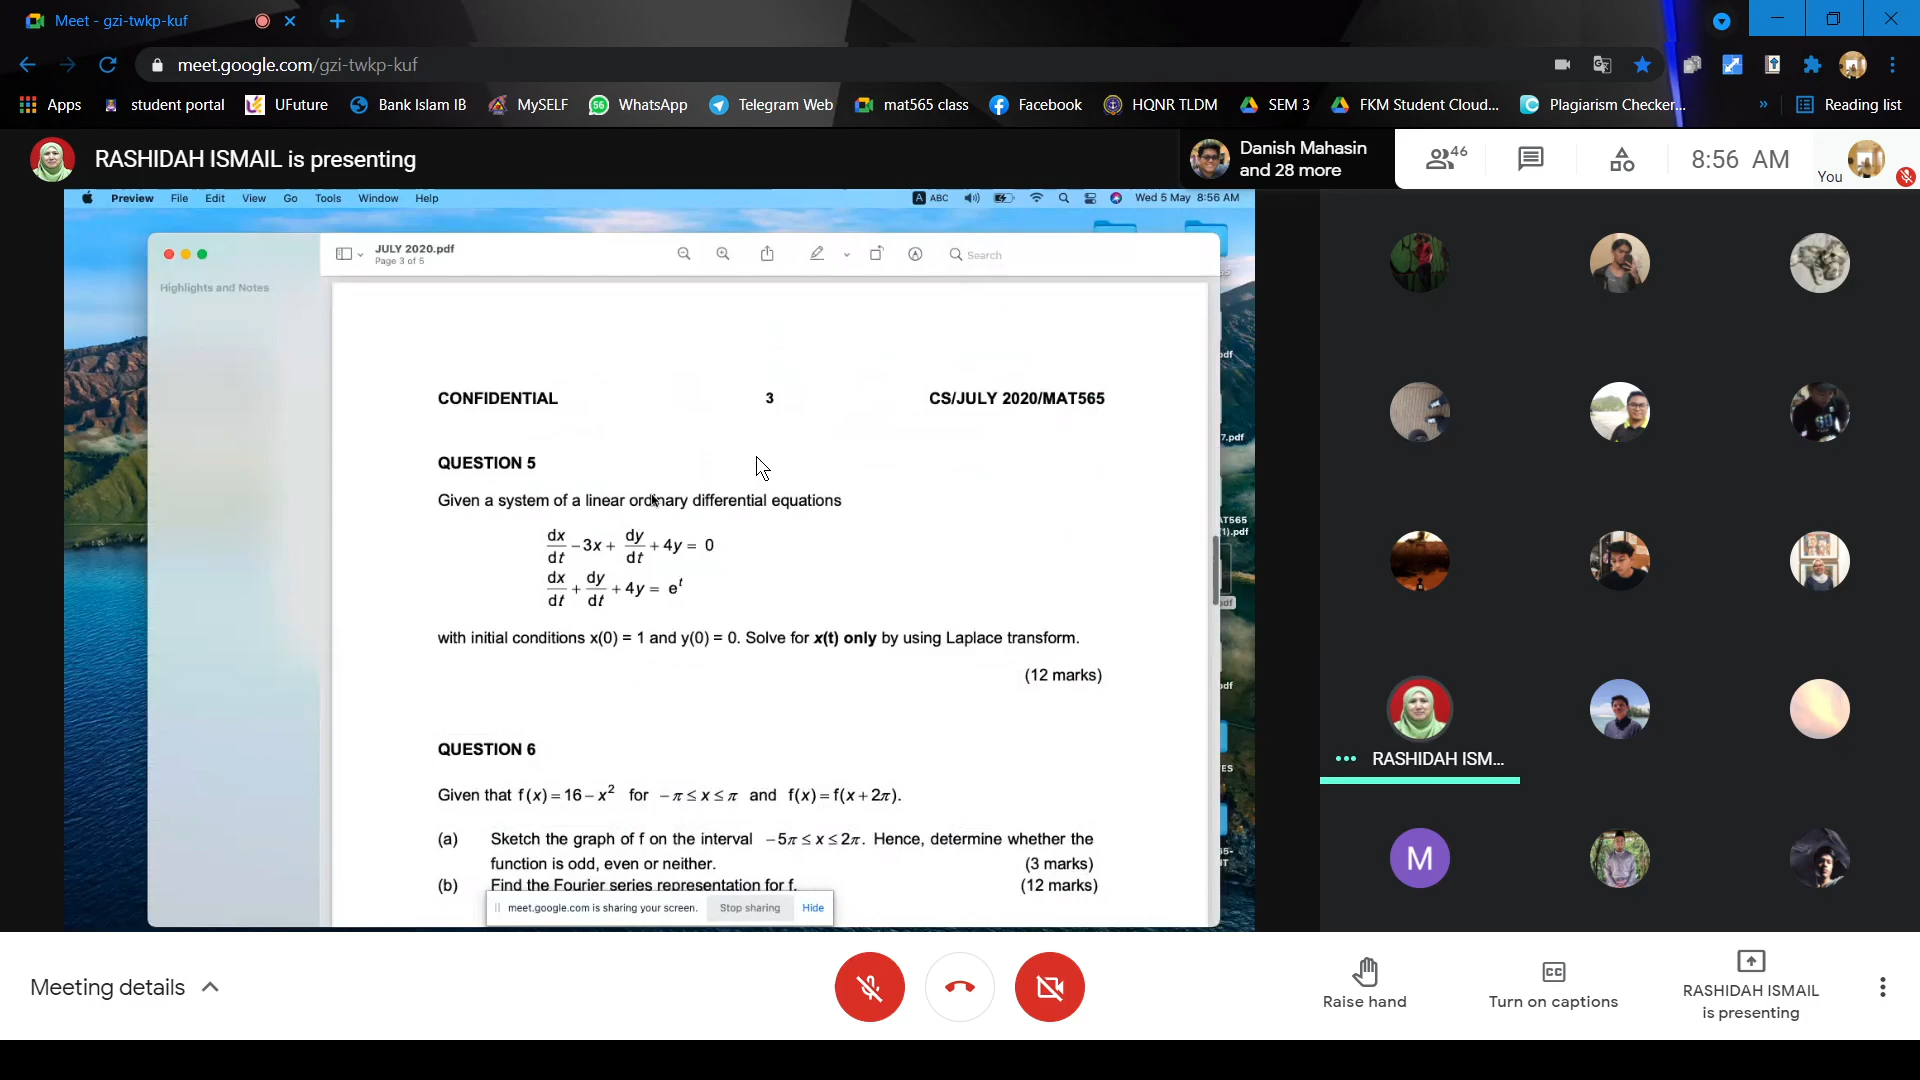 Meet - gzi-twkp-kuf
meet.google.com/gzi-twkp-kuf
Apps student portal UFuture Bank Islam IB MySELF 56 WhatsApp Telegram Web mat565 class Facebook HQNR TLDM SEM 3 FKM Student Cloud... Plagiarism Checker... » Reading list
RASHIDAH ISMAIL is presenting
Danish Mahasin
and 28 more
46
8:56 AM
You
Preview File Edit View Go Tools Window Help
A ABC Wed 5 May 8:56 AM
JULY 2020.pdf
Page 3 of 5
Search
Highlights and Notes
CONFIDENTIAL 3 CS/JULY 2020/MAT565
QUESTION 5
Given a system of a linear ordinary differential equations
dx/dt − 3x + dy/dt + 4y = 0
dx/dt + dy/dt + 4y = e^t
with initial conditions x(0) = 1 and y(0) = 0. Solve for x(t) only by using Laplace transform.
(12 marks)
QUESTION 6
Given that f(x) = 16 − x² for −π ≤ x ≤ π and f(x) = f(x + 2π).
(a) Sketch the graph of f on the interval −5π ≤ x ≤ 2π. Hence, determine whether the
function is odd, even or neither. (3 marks)
(b) Find the Fourier series representation for f. (12 marks)
meet.google.com is sharing your screen. Stop sharing Hide
7.pdf
(1).pdf
RASHIDAH ISM...
M
Meeting details
Raise hand
Turn on captions
RASHIDAH ISMAIL
is presenting